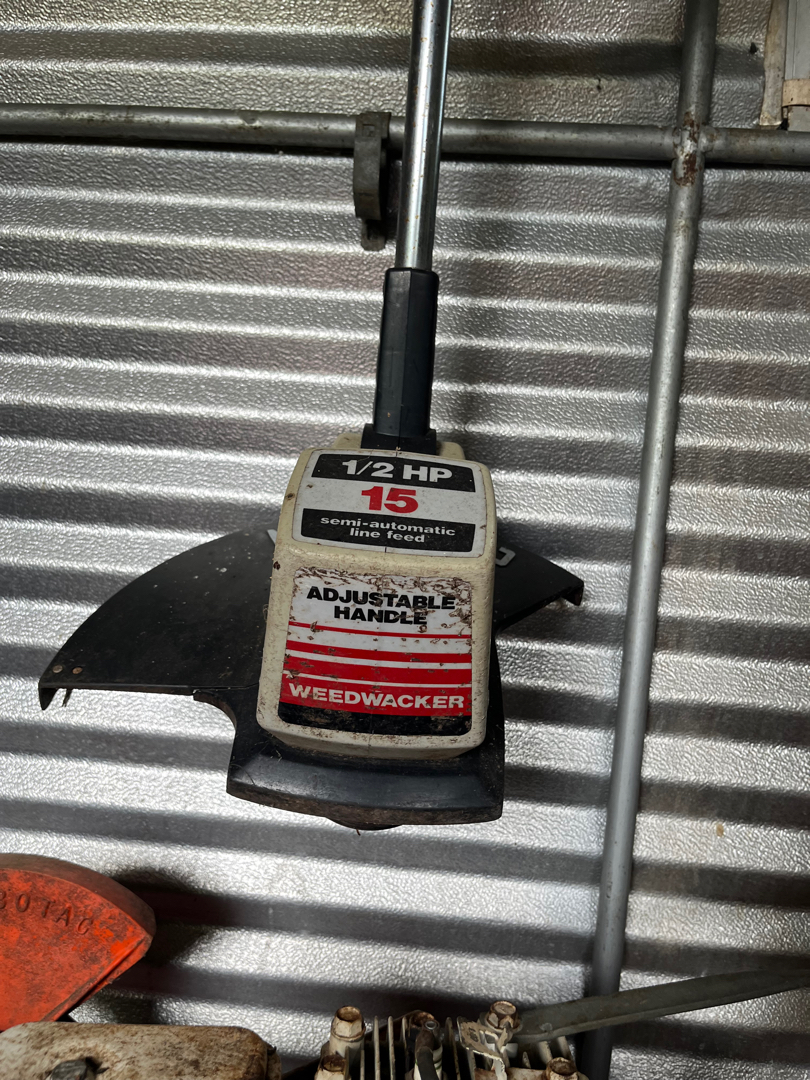 1/2 HP
15
semi-automatic
line feed
ADJUSTABLE
HANDLE
WEEDWACKER